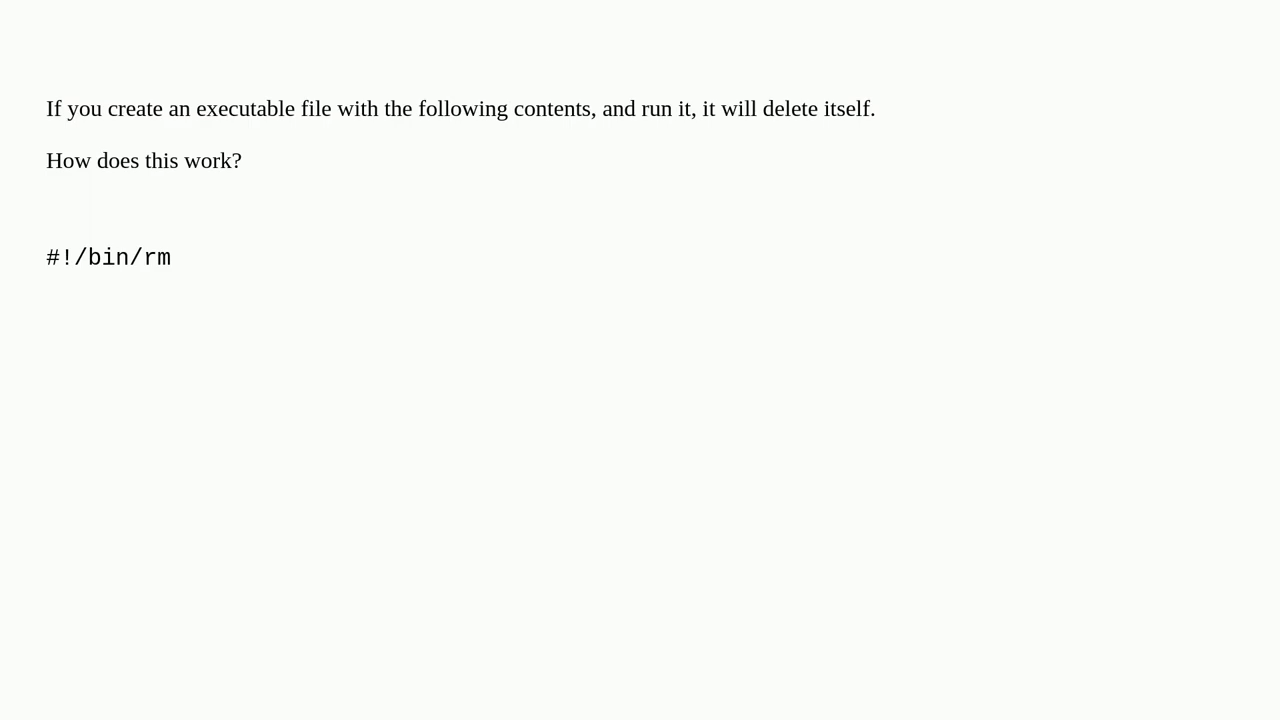 If you create an executable file with the following contents, and run it, it will delete itself.
How does this work?
#!/bin/rm